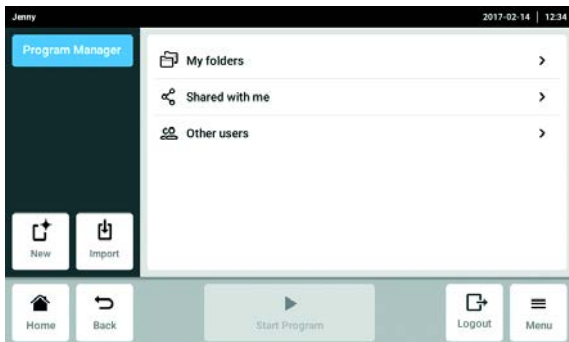 Jenny 2017-02-14 | 12:34
Program Manager
My folders
Shared with me
Other users
New Import
Home Back Start Program Logout Menu